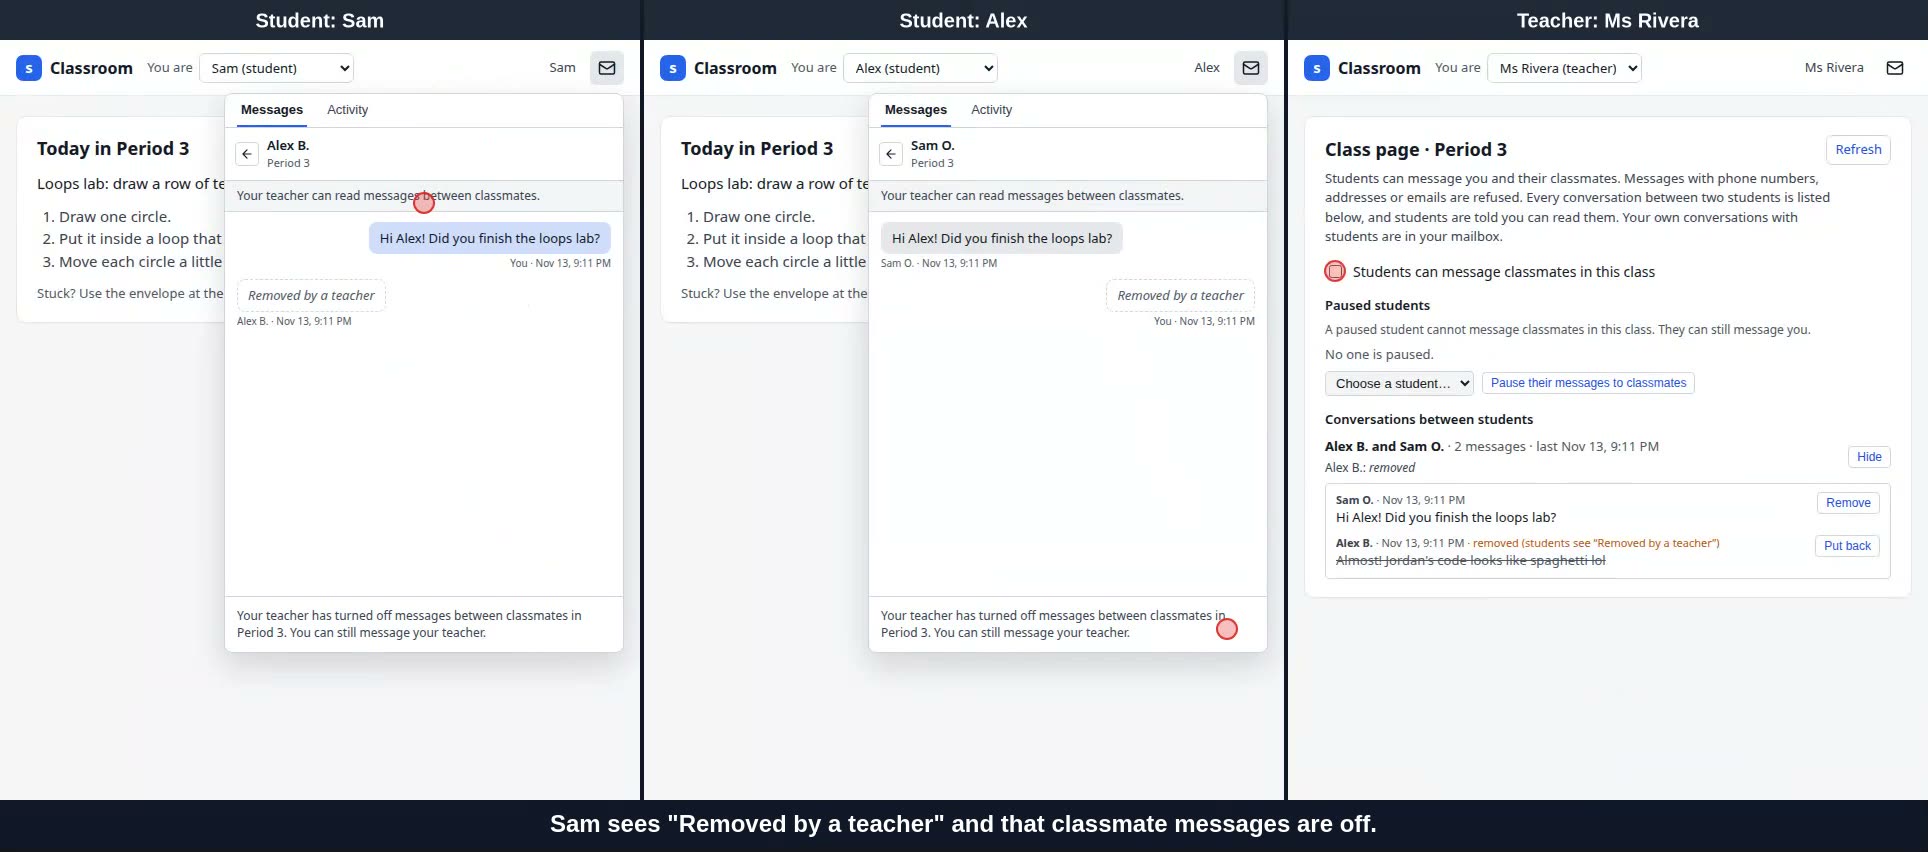 Student: Sam
s Classroom You are Sam (student) Sam
Messages Activity
Today in Period 3
Loops lab: draw a row of te
1. Draw one circle.
2. Put it inside a loop that
3. Move each circle a little
Stuck? Use the envelope at the
Alex B.
Period 3
Your teacher can read messages between classmates.
Hi Alex! Did you finish the loops lab?
You · Nov 13, 9:11 PM
Removed by a teacher
Alex B. · Nov 13, 9:11 PM
Your teacher has turned off messages between classmates in
Period 3. You can still message your teacher.
Student: Alex
s Classroom You are Alex (student) Alex
Messages Activity
Today in Period 3
Loops lab: draw a row of te
1. Draw one circle.
2. Put it inside a loop that
3. Move each circle a little
Stuck? Use the envelope at the
Sam O.
Period 3
Your teacher can read messages between classmates.
Hi Alex! Did you finish the loops lab?
Sam O. · Nov 13, 9:11 PM
Removed by a teacher
You · Nov 13, 9:11 PM
Your teacher has turned off messages between classmates in
Period 3. You can still message your teacher.
Teacher: Ms Rivera
s Classroom You are Ms Rivera (teacher) Ms Rivera
Class page · Period 3 Refresh
Students can message you and their classmates. Messages with phone numbers,
addresses or emails are refused. Every conversation between two students is listed
below, and students are told you can read them. Your own conversations with
students are in your mailbox.
Students can message classmates in this class
Paused students
A paused student cannot message classmates in this class. They can still message you.
No one is paused.
Choose a student... Pause their messages to classmates
Conversations between students
Alex B. and Sam O. · 2 messages · last Nov 13, 9:11 PM
Alex B.: removed
Hide
Sam O. · Nov 13, 9:11 PM Remove
Hi Alex! Did you finish the loops lab?
Alex B. · Nov 13, 9:11 PM · removed (students see “Removed by a teacher”) Put back
Almost! Jordan's code looks like spaghetti lol
Sam sees "Removed by a teacher" and that classmate messages are off.